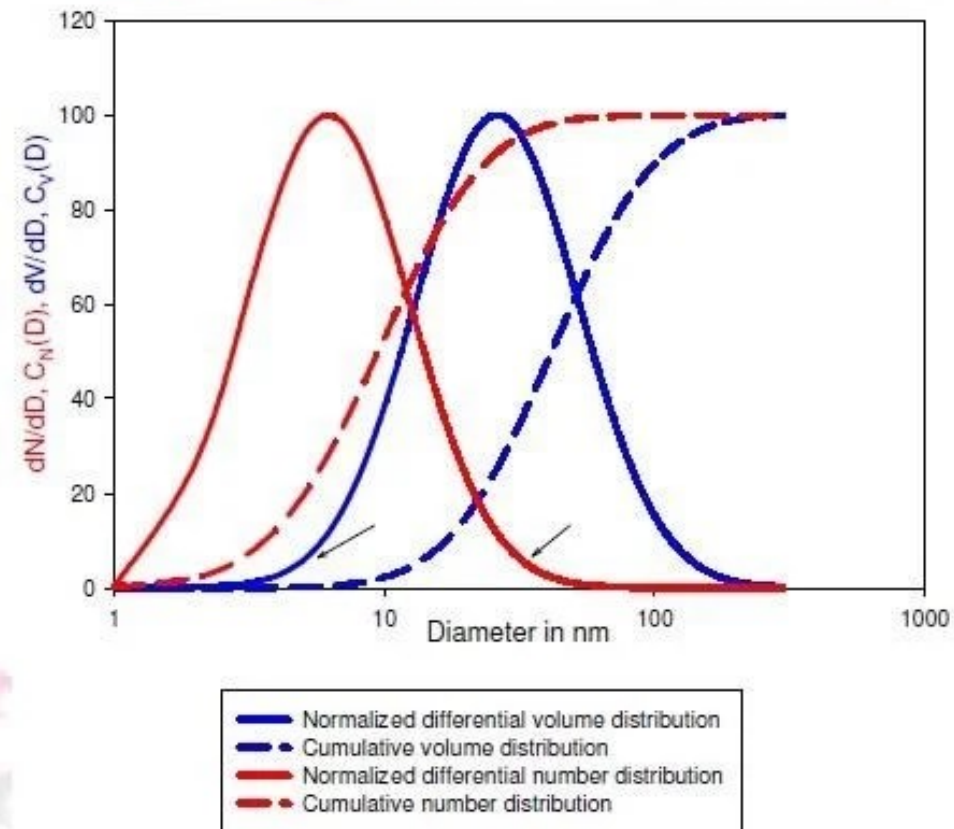 120
100
80
60
40
20
0
dN/dD, C_N(D), dV/dD, C_V(D)
1 10 100 1000
Diameter in nm
Normalized differential volume distribution
Cumulative volume distribution
Normalized differential number distribution
Cumulative number distribution